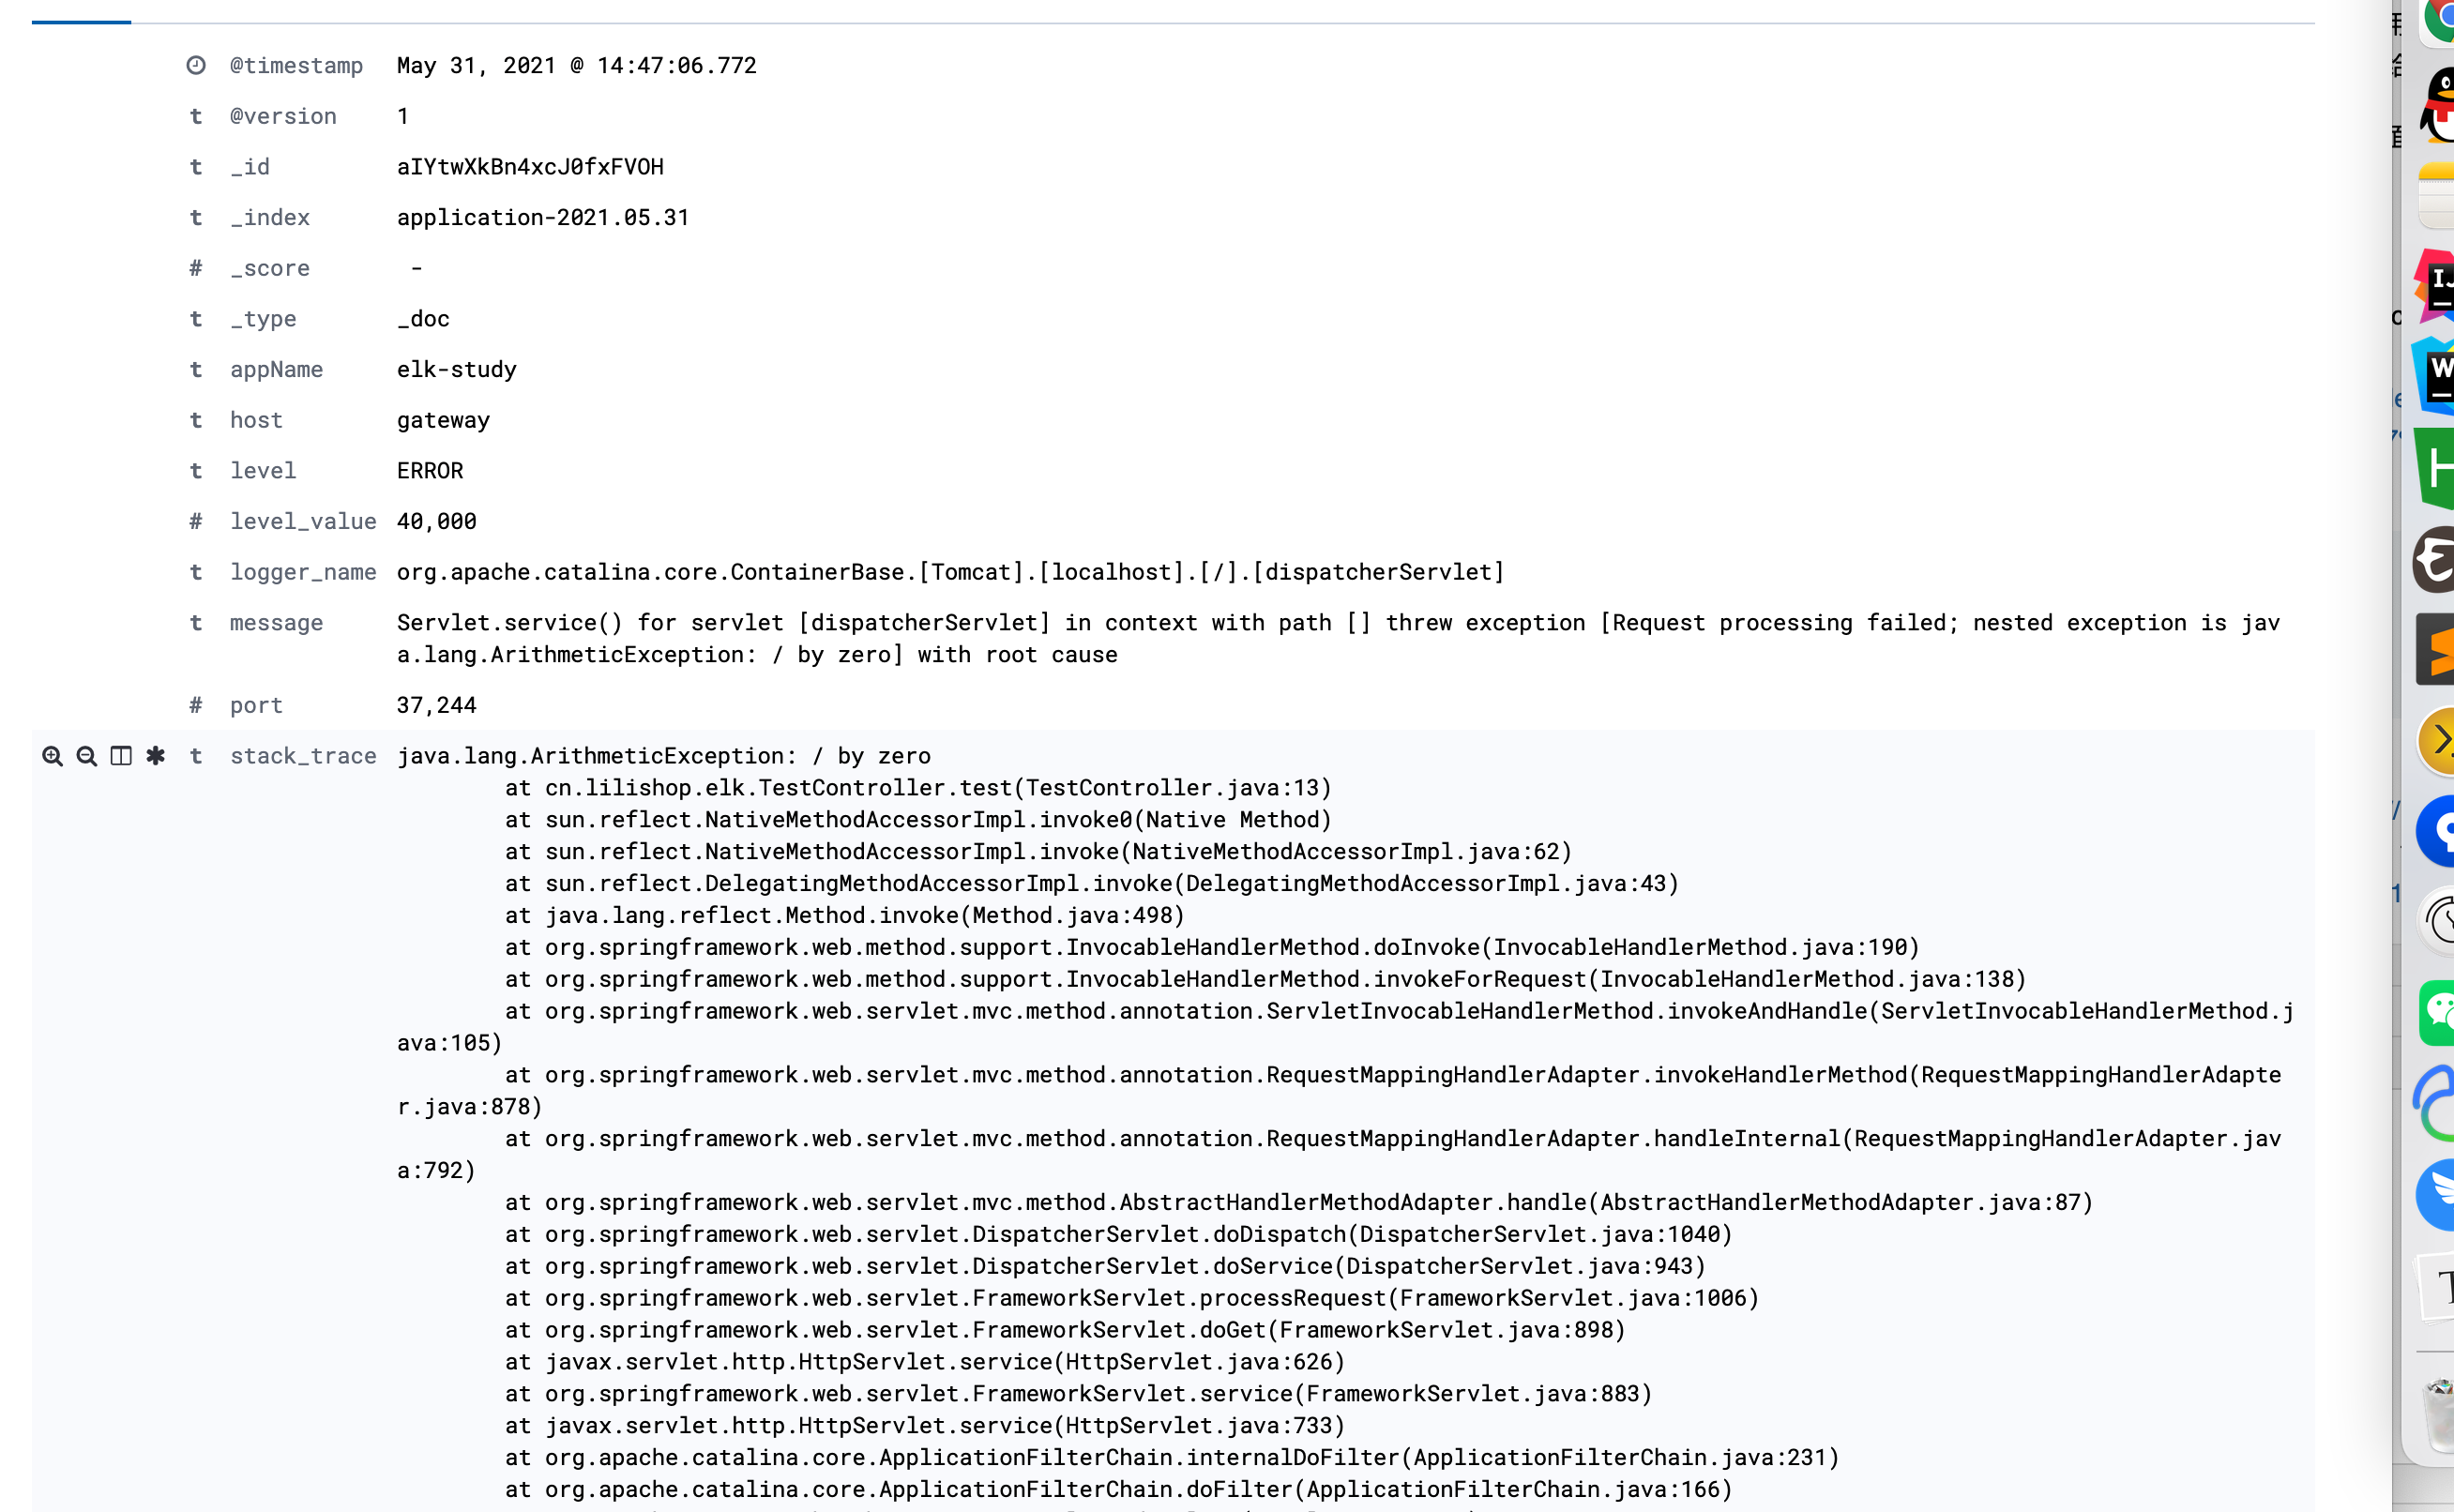 @timestamp May 31, 2021 @ 14:47:06.772
t @version 1
t _id aIYtwXkBn4xcJ0fxFVOH
t _index application-2021.05.31
# _score -
t _type _doc
t appName elk-study
t host gateway
t level ERROR
# level_value 40,000
t logger_name org.apache.catalina.core.ContainerBase.[Tomcat].[localhost].[/].[dispatcherServlet]
t message Servlet.service() for servlet [dispatcherServlet] in context with path [] threw exception [Request processing failed; nested exception is jav
a.lang.ArithmeticException: / by zero] with root cause
# port 37,244
t stack_trace java.lang.ArithmeticException: / by zero
at cn.lilishop.elk.TestController.test(TestController.java:13)
at sun.reflect.NativeMethodAccessorImpl.invoke0(Native Method)
at sun.reflect.NativeMethodAccessorImpl.invoke(NativeMethodAccessorImpl.java:62)
at sun.reflect.DelegatingMethodAccessorImpl.invoke(DelegatingMethodAccessorImpl.java:43)
at java.lang.reflect.Method.invoke(Method.java:498)
at org.springframework.web.method.support.InvocableHandlerMethod.doInvoke(InvocableHandlerMethod.java:190)
at org.springframework.web.method.support.InvocableHandlerMethod.invokeForRequest(InvocableHandlerMethod.java:138)
at org.springframework.web.servlet.mvc.method.annotation.ServletInvocableHandlerMethod.invokeAndHandle(ServletInvocableHandlerMethod.j
ava:105)
at org.springframework.web.servlet.mvc.method.annotation.RequestMappingHandlerAdapter.invokeHandlerMethod(RequestMappingHandlerAdapte
r.java:878)
at org.springframework.web.servlet.mvc.method.annotation.RequestMappingHandlerAdapter.handleInternal(RequestMappingHandlerAdapter.jav
a:792)
at org.springframework.web.servlet.mvc.method.AbstractHandlerMethodAdapter.handle(AbstractHandlerMethodAdapter.java:87)
at org.springframework.web.servlet.DispatcherServlet.doDispatch(DispatcherServlet.java:1040)
at org.springframework.web.servlet.DispatcherServlet.doService(DispatcherServlet.java:943)
at org.springframework.web.servlet.FrameworkServlet.processRequest(FrameworkServlet.java:1006)
at org.springframework.web.servlet.FrameworkServlet.doGet(FrameworkServlet.java:898)
at javax.servlet.http.HttpServlet.service(HttpServlet.java:626)
at org.springframework.web.servlet.FrameworkServlet.service(FrameworkServlet.java:883)
at javax.servlet.http.HttpServlet.service(HttpServlet.java:733)
at org.apache.catalina.core.ApplicationFilterChain.internalDoFilter(ApplicationFilterChain.java:231)
at org.apache.catalina.core.ApplicationFilterChain.doFilter(ApplicationFilterChain.java:166)